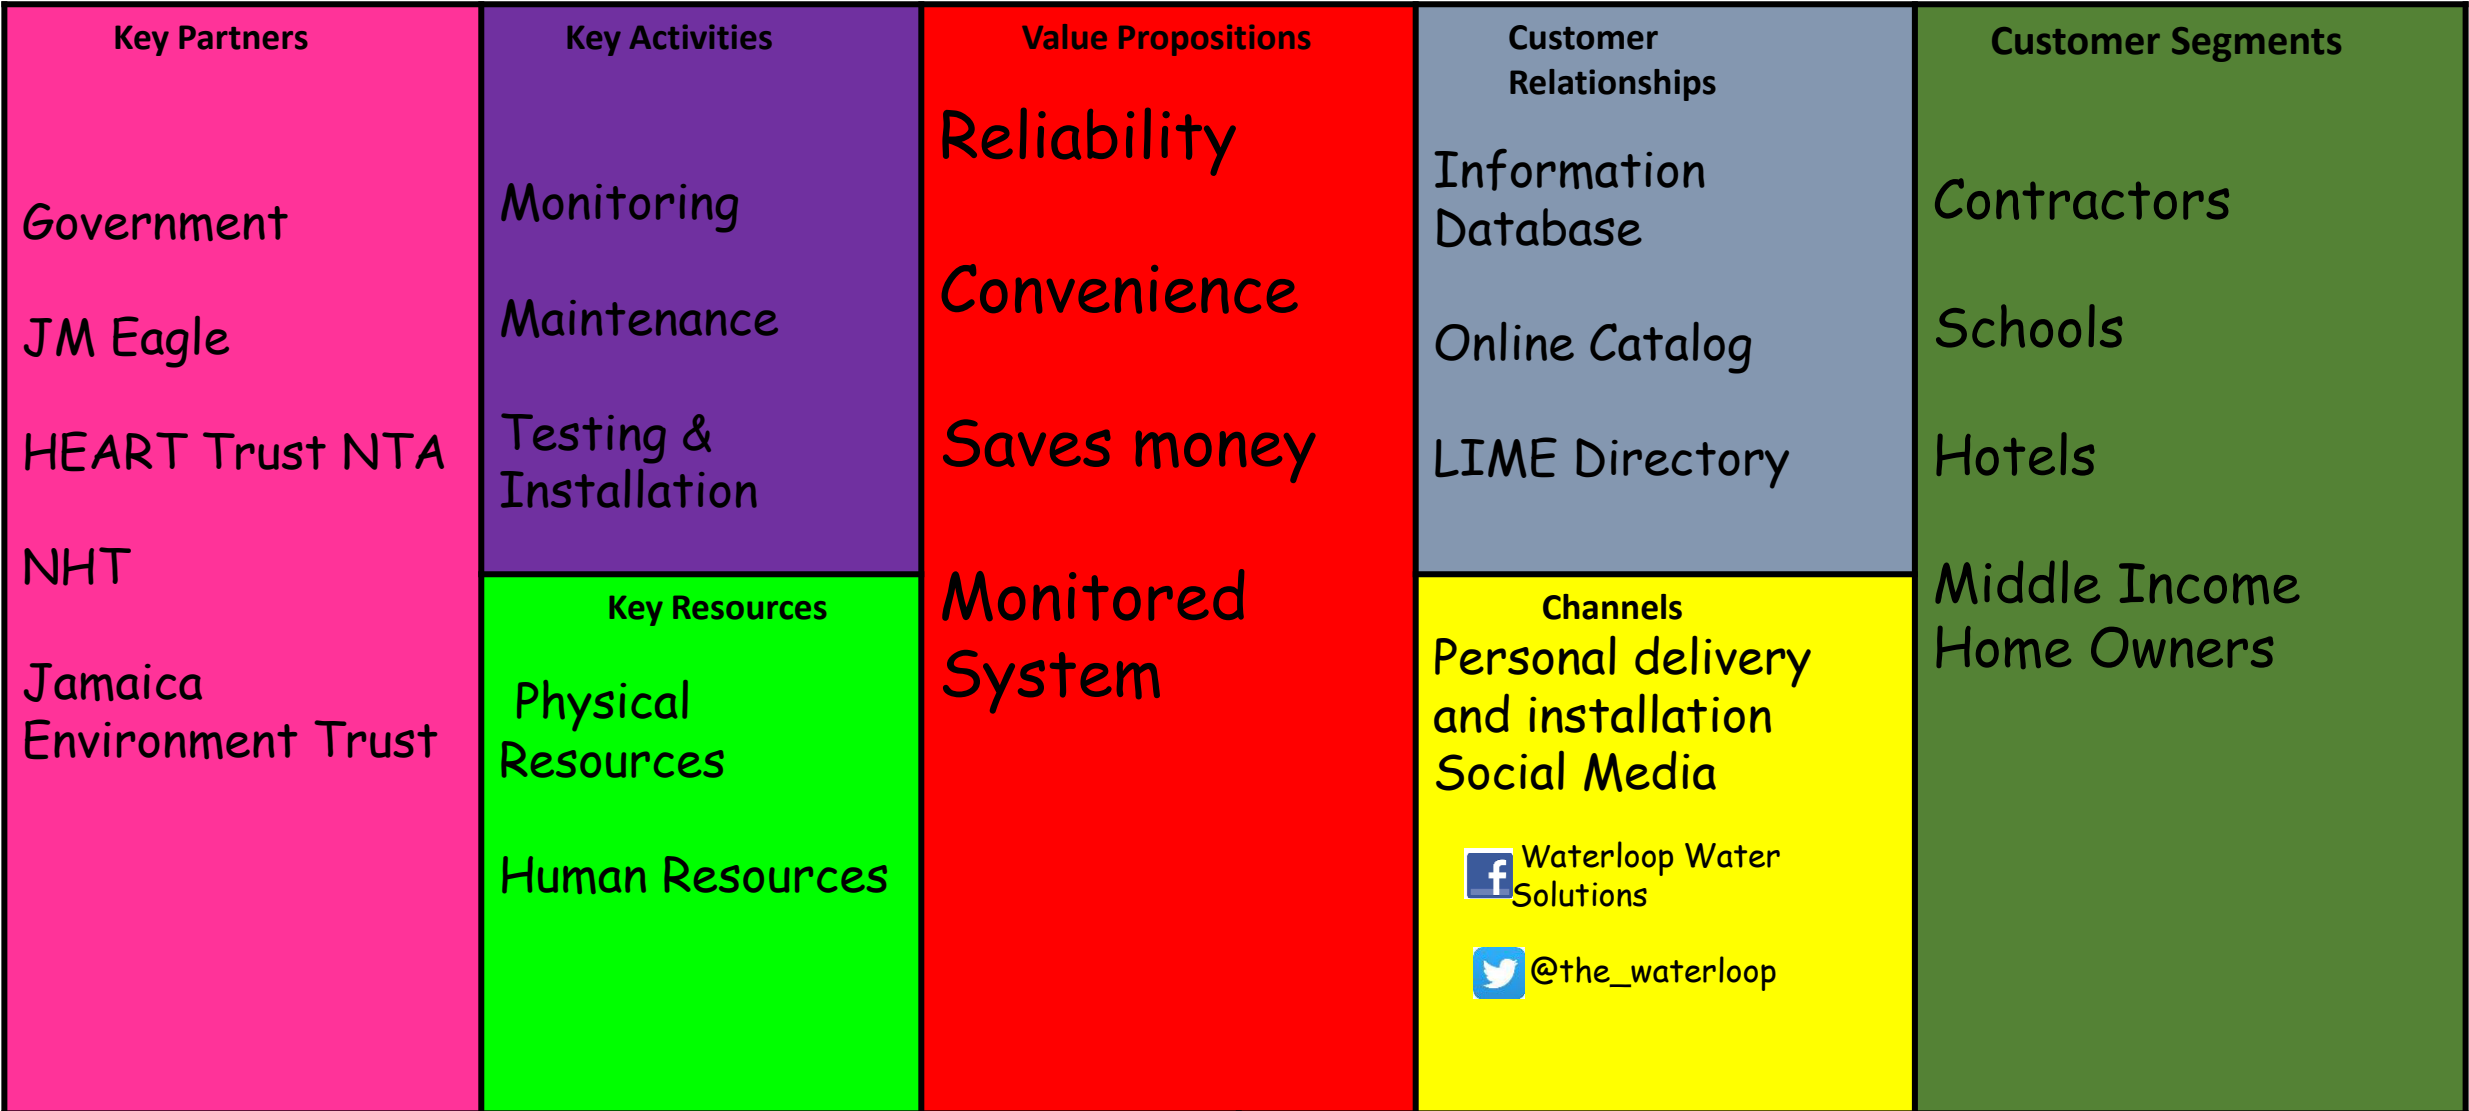 Key Partners
Government
JM Eagle
HEART Trust NTA
NHT
Jamaica
Environment Trust
Key Activities
Monitoring
Maintenance
Testing &
Installation
Key Resources
Physical
Resources
Human Resources
Value Propositions
Reliability
Convenience
Saves money
Monitored
System
Customer
Relationships
Information
Database
Online Catalog
LIME Directory
Channels
Personal delivery
and installation
Social Media
f Waterloop Water
Solutions
@the_waterloop
Customer Segments
Contractors
Schools
Hotels
Middle Income
Home Owners